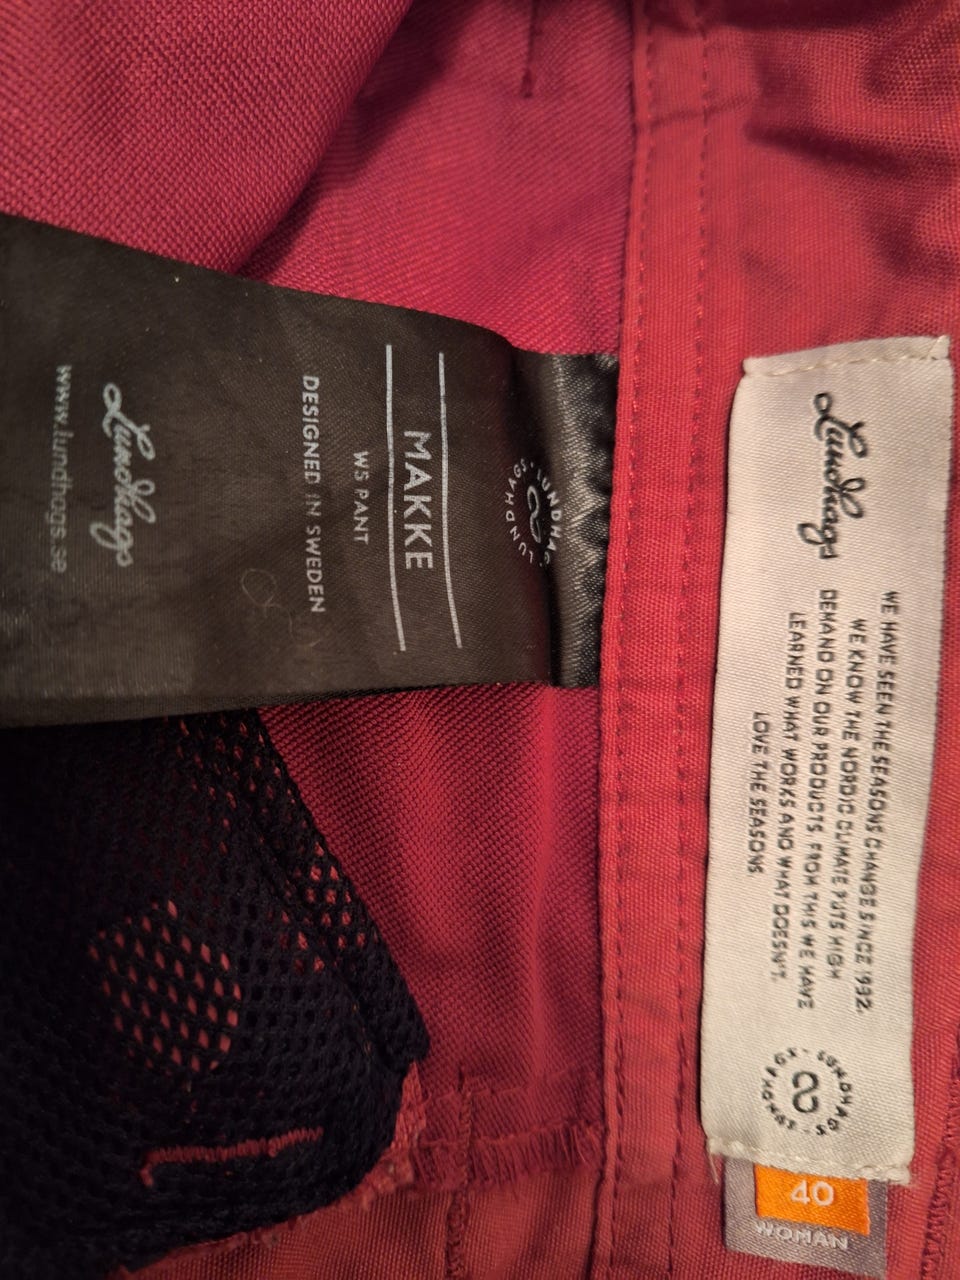 LUNDHAGS · LUNDHAGS ·
MAKKE
W5 PANT
DESIGNED IN SWEDEN
Lundhags
www.lundhags.se
Lundhags
WE HAVE SEEN THE SEASONS CHANGE SINCE 1932.
WE KNOW THE NORDIC CLIMATE PUTS HIGH
DEMAND ON OUR PRODUCTS. FROM THIS WE HAVE
LEARNED WHAT WORKS AND WHAT DOESN'T.
LOVE THE SEASONS
LUNDHAGS · LUNDHAGS ·
40
WOMAN